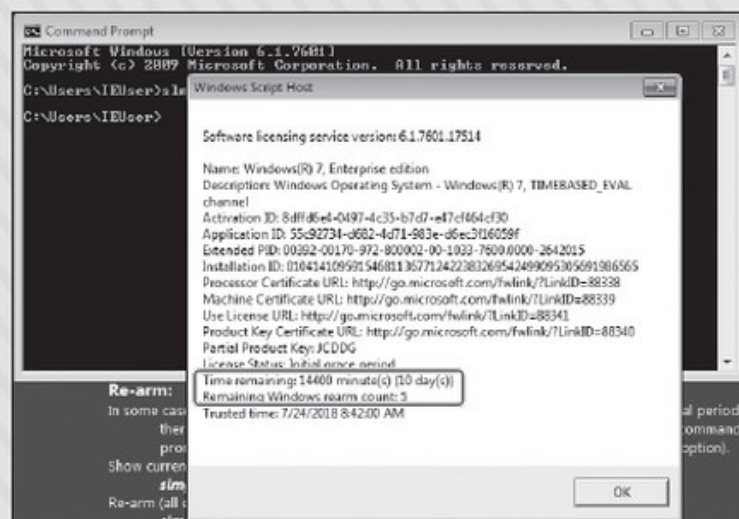 Command Prompt
Microsoft Windows [Version 6.1.7601]
Copyright (c) 2009 Microsoft Corporation. All rights reserved.
C:\Users\IEUser>slm
Windows Script Host
C:\Users\IEUser>
Software licensing service version: 6.1.7601.17514
Name: Windows(R) 7, Enterprise edition
Description: Windows Operating System - Windows(R) 7, TIMEBASED_EVAL
channel
Activation ID: 8dffd6e4-0497-4c35-b7d7-e47cf464cf30
Application ID: 55c92734-d682-4d71-983e-d6ec3f16059f
Extended PID: 00392-00170-972-800002-00-1033-7600.0000-2642015
Installation ID: 010414109591546811367712422383269542499095305691986565
Processor Certificate URL: http://go.microsoft.com/fwlink/?LinkID=88338
Machine Certificate URL: http://go.microsoft.com/fwlink/?LinkID=88339
Use License URL: http://go.microsoft.com/fwlink/?LinkID=88341
Product Key Certificate URL: http://go.microsoft.com/fwlink/?LinkID=88340
Partial Product Key: JCDDG
License Status: Initial grace period
Time remaining: 14400 minute(s) (10 day(s))
Remaining Windows rearm count: 5
Trusted time: 7/24/2018 8:42:00 AM
OK
Re-arm:
In some cas al period
ther command
pro option).
Show curren
slm
Re-arm (all